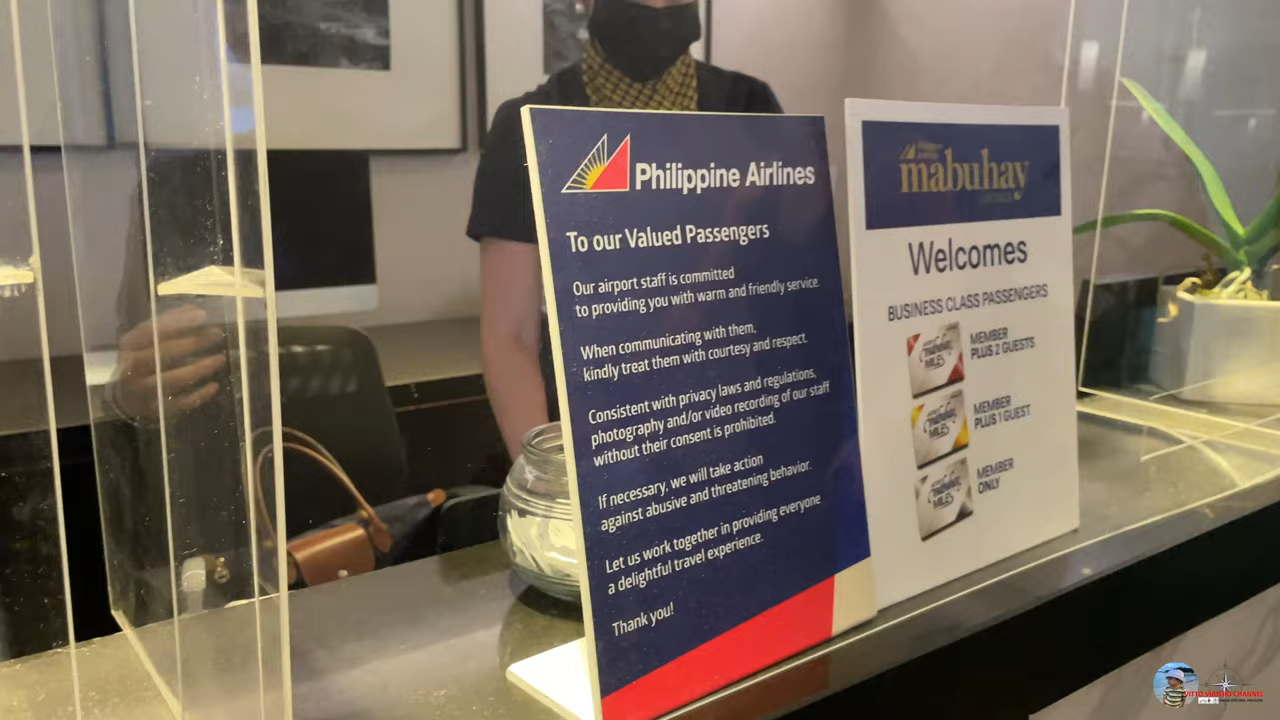 Philippine Airlines
To our Valued Passengers
Our airport staff is committed
to providing you with warm and friendly service.
When communicating with them,
kindly treat them with courtesy and respect.
Consistent with privacy laws and regulations,
photography and/or video recording of our staff
without their consent is prohibited.
If necessary, we will take action
against abusive and threatening behavior.
Let us work together in providing everyone
a delightful travel experience.
Thank you!
mabuhay
Welcomes
BUSINESS CLASS PASSENGERS
MILES
MEMBER
PLUS 2 GUESTS
MILES
MEMBER
PLUS 1 GUEST
MILES
MEMBER
ONLY